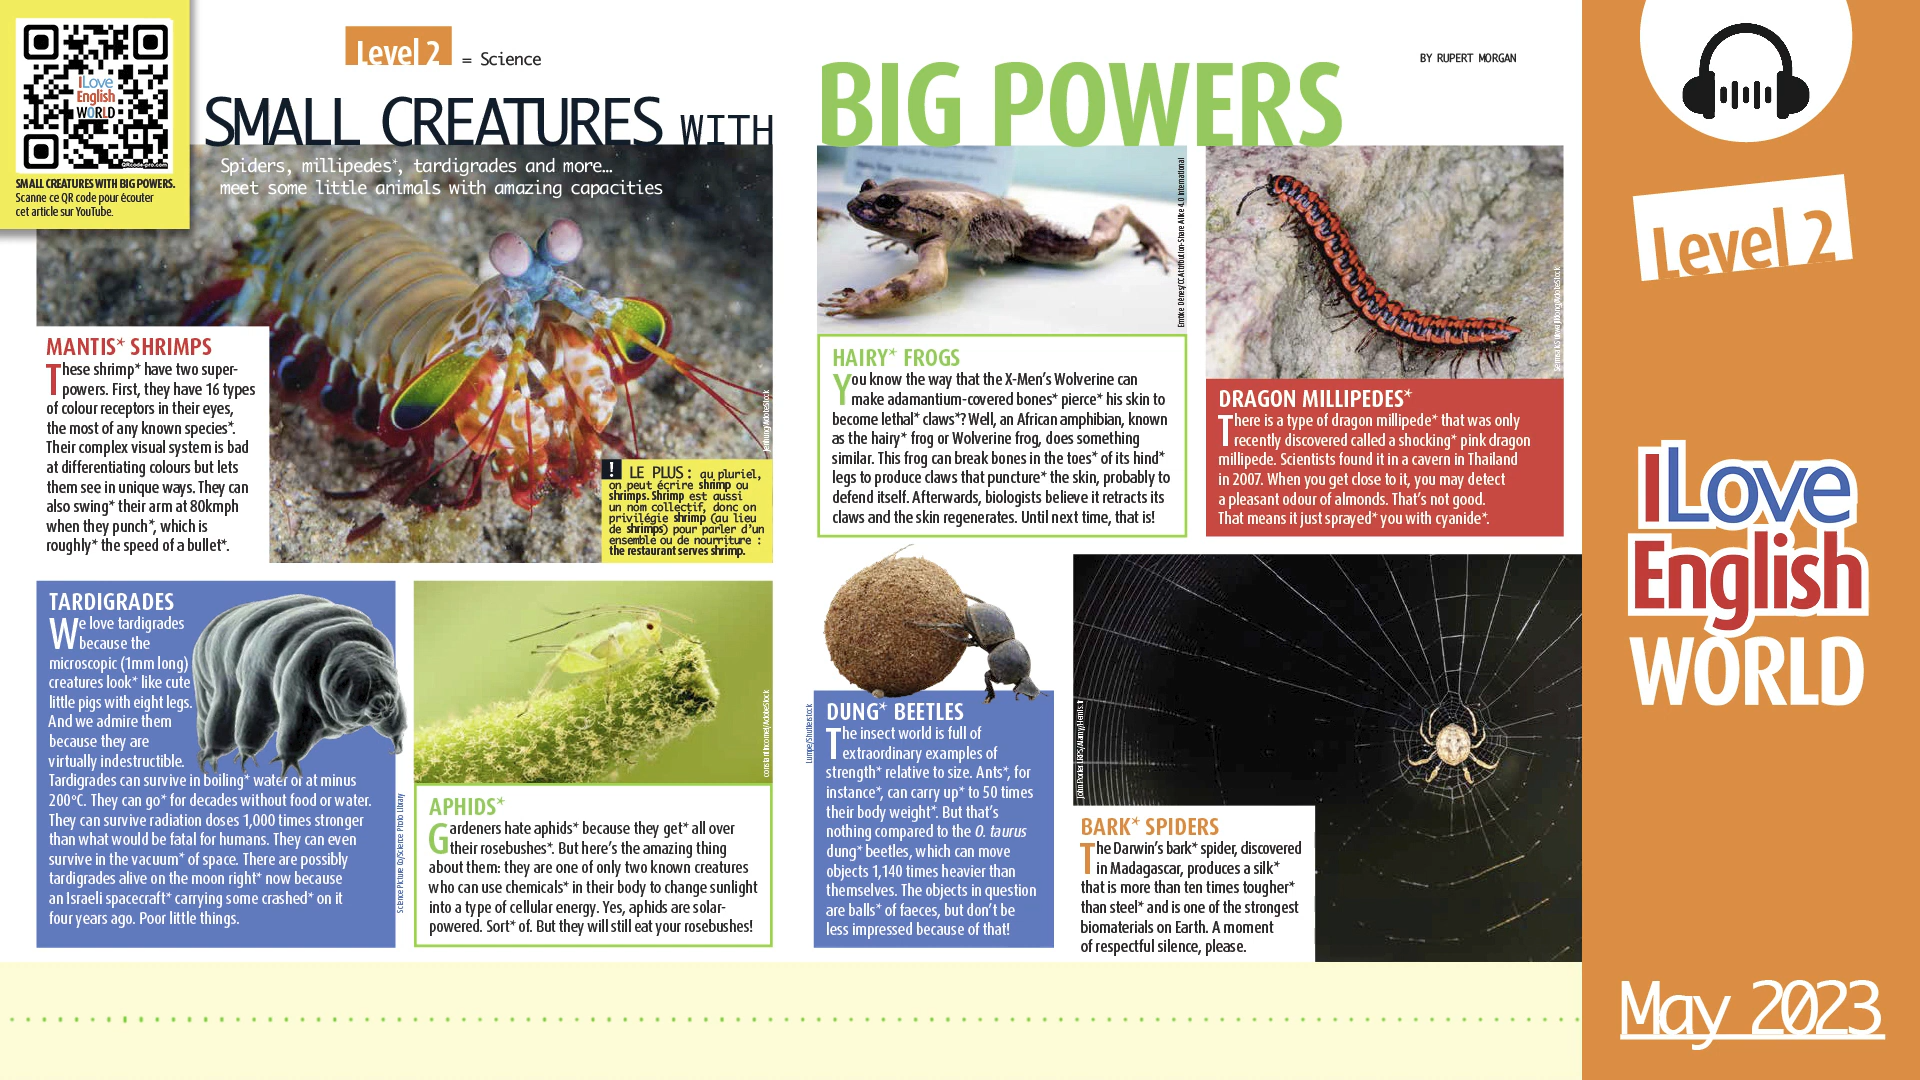 ILove
English
WORLD
QRcode-pro.com
SMALL CREATURES WITH BIG POWERS.
Scanne ce QR code pour écouter
cet article sur YouTube.
Level 2 = Science
BY RUPERT MORGAN
SMALL CREATURES WITH BIG POWERS
Spiders, millipedes*, tardigrades and more...
meet some little animals with amazing capacities
MANTIS* SHRIMPS
These shrimp* have two super-
powers. First, they have 16 types
of colour receptors in their eyes,
the most of any known species*.
Their complex visual system is bad
at differentiating colours but lets
them see in unique ways. They can
also swing* their arm at 80kmph
when they punch*, which is
roughly* the speed of a bullet*.
! LE PLUS : au pluriel,
on peut écrire shrimp ou
shrimps. Shrimp est aussi
un nom collectif, donc on
privilégie shrimp (au lieu
de shrimps) pour parler d'un
ensemble ou de nourriture :
the restaurant serves shrimp.
TARDIGRADES
We love tardigrades
because the
microscopic (1mm long)
creatures look* like cute
little pigs with eight legs.
And we admire them
because they are
virtually indestructible.
Tardigrades can survive in boiling* water or at minus
200°C. They can go* for decades without food or water.
They can survive radiation doses 1,000 times stronger
than what would be fatal for humans. They can even
survive in the vacuum* of space. There are possibly
tardigrades alive on the moon right* now because
an Israeli spacecraft* carrying some crashed* on it
four years ago. Poor little things.
Science Picture Co/Science Photo Library
constantincornel/AdobeStock
APHIDS*
Gardeners hate aphids* because they get* all over
their rosebushes*. But here's the amazing thing
about them: they are one of only two known creatures
who can use chemicals* in their body to change sunlight
into a type of cellular energy. Yes, aphids are solar-
powered. Sort* of. But they will still eat your rosebushes!
Emőke Dénes/CC Attribution-Share Alike 4.0 International
HAIRY* FROGS
You know the way that the X-Men's Wolverine can
make adamantium-covered bones* pierce* his skin to
become lethal* claws*? Well, an African amphibian, known
as the hairy* frog or Wolverine frog, does something
similar. This frog can break bones in the toes* of its hind*
legs to produce claws that puncture* the skin, probably to
defend itself. Afterwards, biologists believe it retracts its
claws and the skin regenerates. Until next time, that is!
DRAGON MILLIPEDES*
There is a type of dragon millipede* that was only
recently discovered called a shocking* pink dragon
millipede. Scientists found it in a cavern in Thailand
in 2007. When you get close to it, you may detect
a pleasant odour of almonds. That's not good.
That means it just sprayed* you with cyanide*.
DUNG* BEETLES
The insect world is full of
extraordinary examples of
strength* relative to size. Ants*, for
instance*, can carry up* to 50 times
their body weight*. But that's
nothing compared to the O. taurus
dung* beetles, which can move
objects 1,140 times heavier than
themselves. The objects in question
are balls* of faeces, but don't be
less impressed because of that!
BARK* SPIDERS
The Darwin's bark* spider, discovered
in Madagascar, produces a silk*
that is more than ten times tougher*
than steel* and is one of the strongest
biomaterials on Earth. A moment
of respectful silence, please.
Level 2
ILove
English
WORLD
May 2023